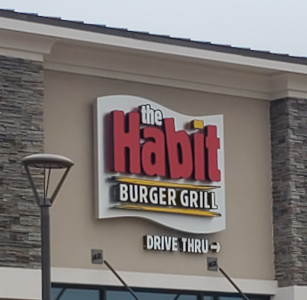 the
Habit
BURGER GRILL
DRIVE THRU→